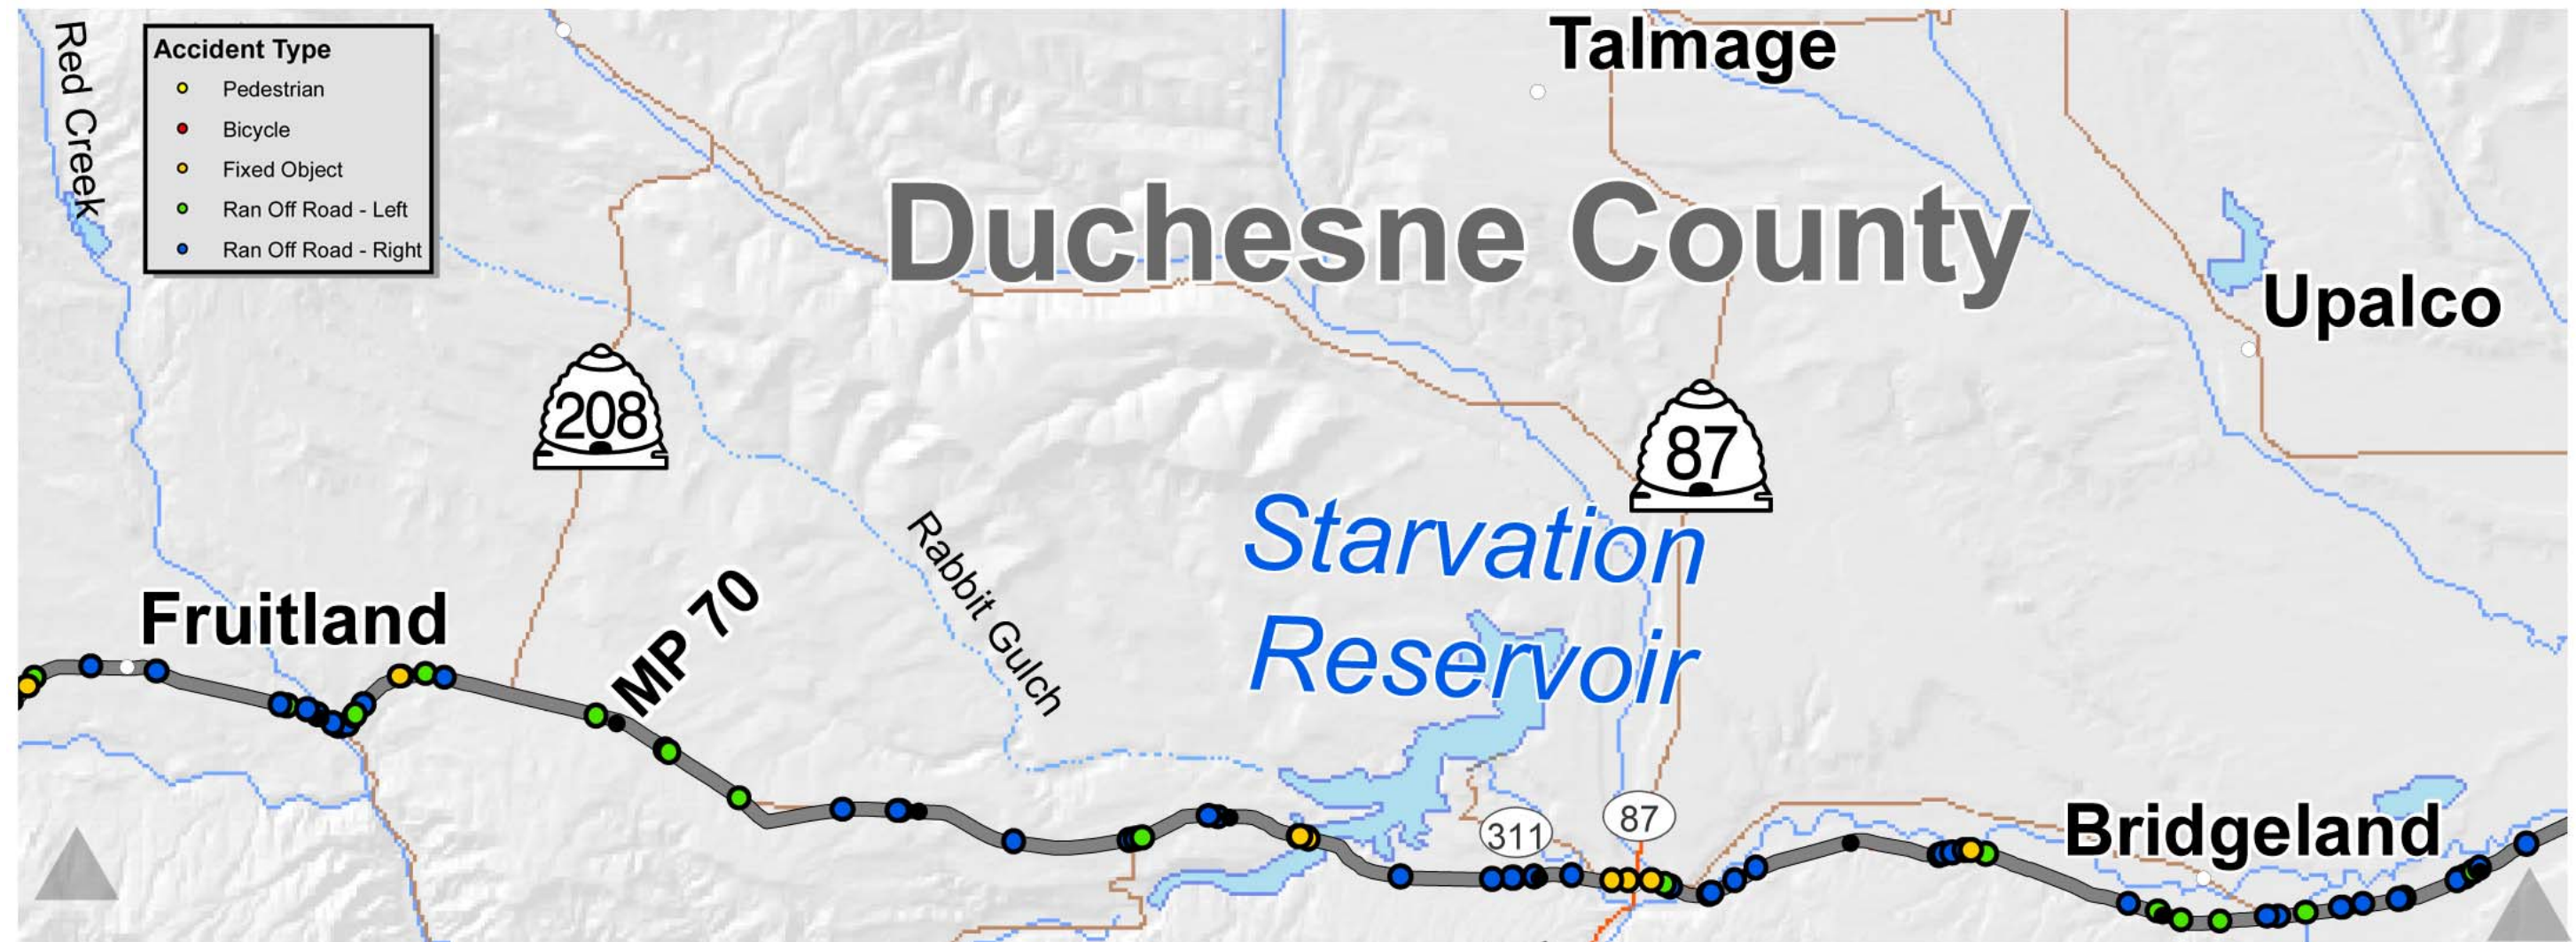 Red Creek
Accident Type
Pedestrian
Bicycle
Fixed Object
Ran Off Road - Left
Ran Off Road - Right
Talmage
Duchesne County
Upalco
208
87
Starvation
Reservoir
Rabbit Gulch
Fruitland
MP 70
311
87
Bridgeland